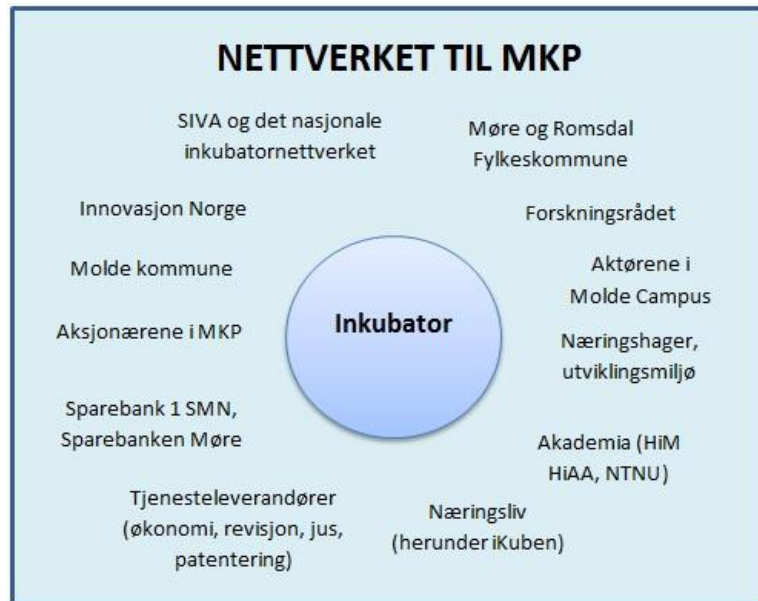 NETTVERKET TIL MKP
SIVA og det nasjonale
inkubatornettverket
Møre og Romsdal
Fylkeskommune
Innovasjon Norge
Forskningsrådet
Molde kommune
Aktørene i
Molde Campus
Inkubator
Aksjonærene i MKP
Næringshager,
utviklingsmiljø
Sparebank 1 SMN,
Sparebanken Møre
Akademia (HiM
HiAA, NTNU)
Tjenesteleverandører
(økonomi, revisjon, jus,
patentering)
Næringsliv
(herunder iKuben)